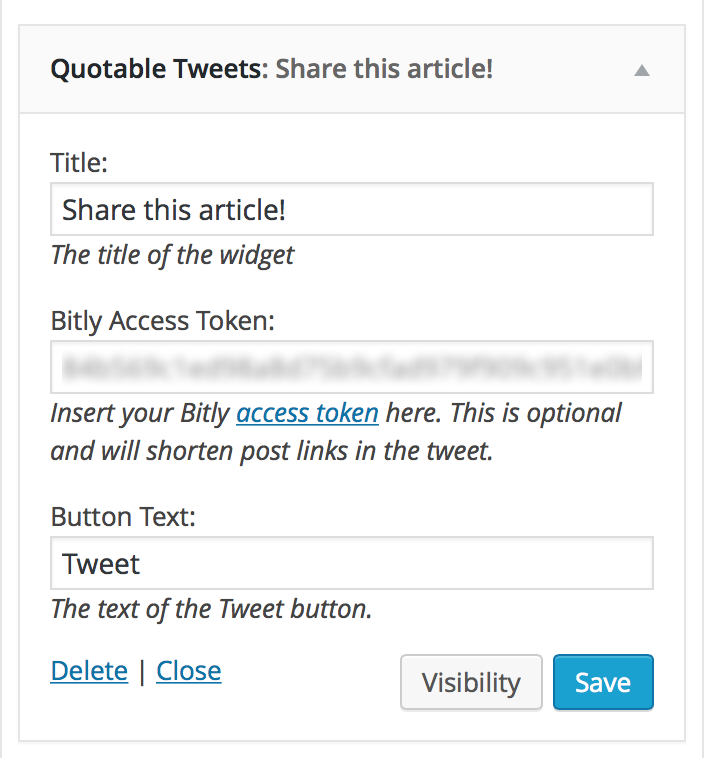 Quotable Tweets: Share this article!
Title:
Share this article!
The title of the widget
Bitly Access Token:
Insert your Bitly access token here. This is optional
and will shorten post links in the tweet.
Button Text:
Tweet
The text of the Tweet button.
Delete | Close
Visibility
Save